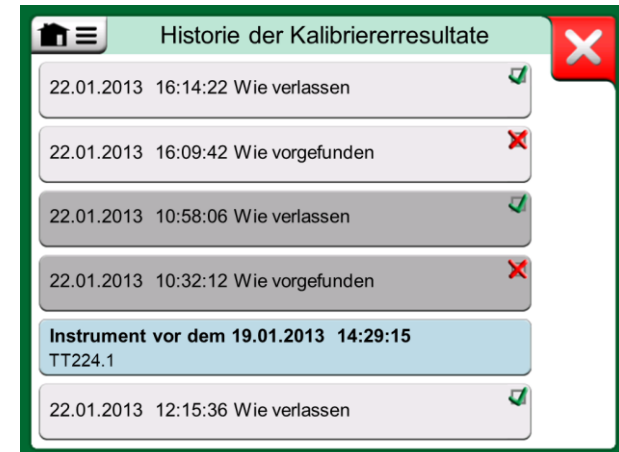 Historie der Kalibriererresultate
22.01.2013 16:14:22 Wie verlassen
22.01.2013 16:09:42 Wie vorgefunden
22.01.2013 10:58:06 Wie verlassen
22.01.2013 10:32:12 Wie vorgefunden
Instrument vor dem 19.01.2013 14:29:15
TT224.1
22.01.2013 12:15:36 Wie verlassen